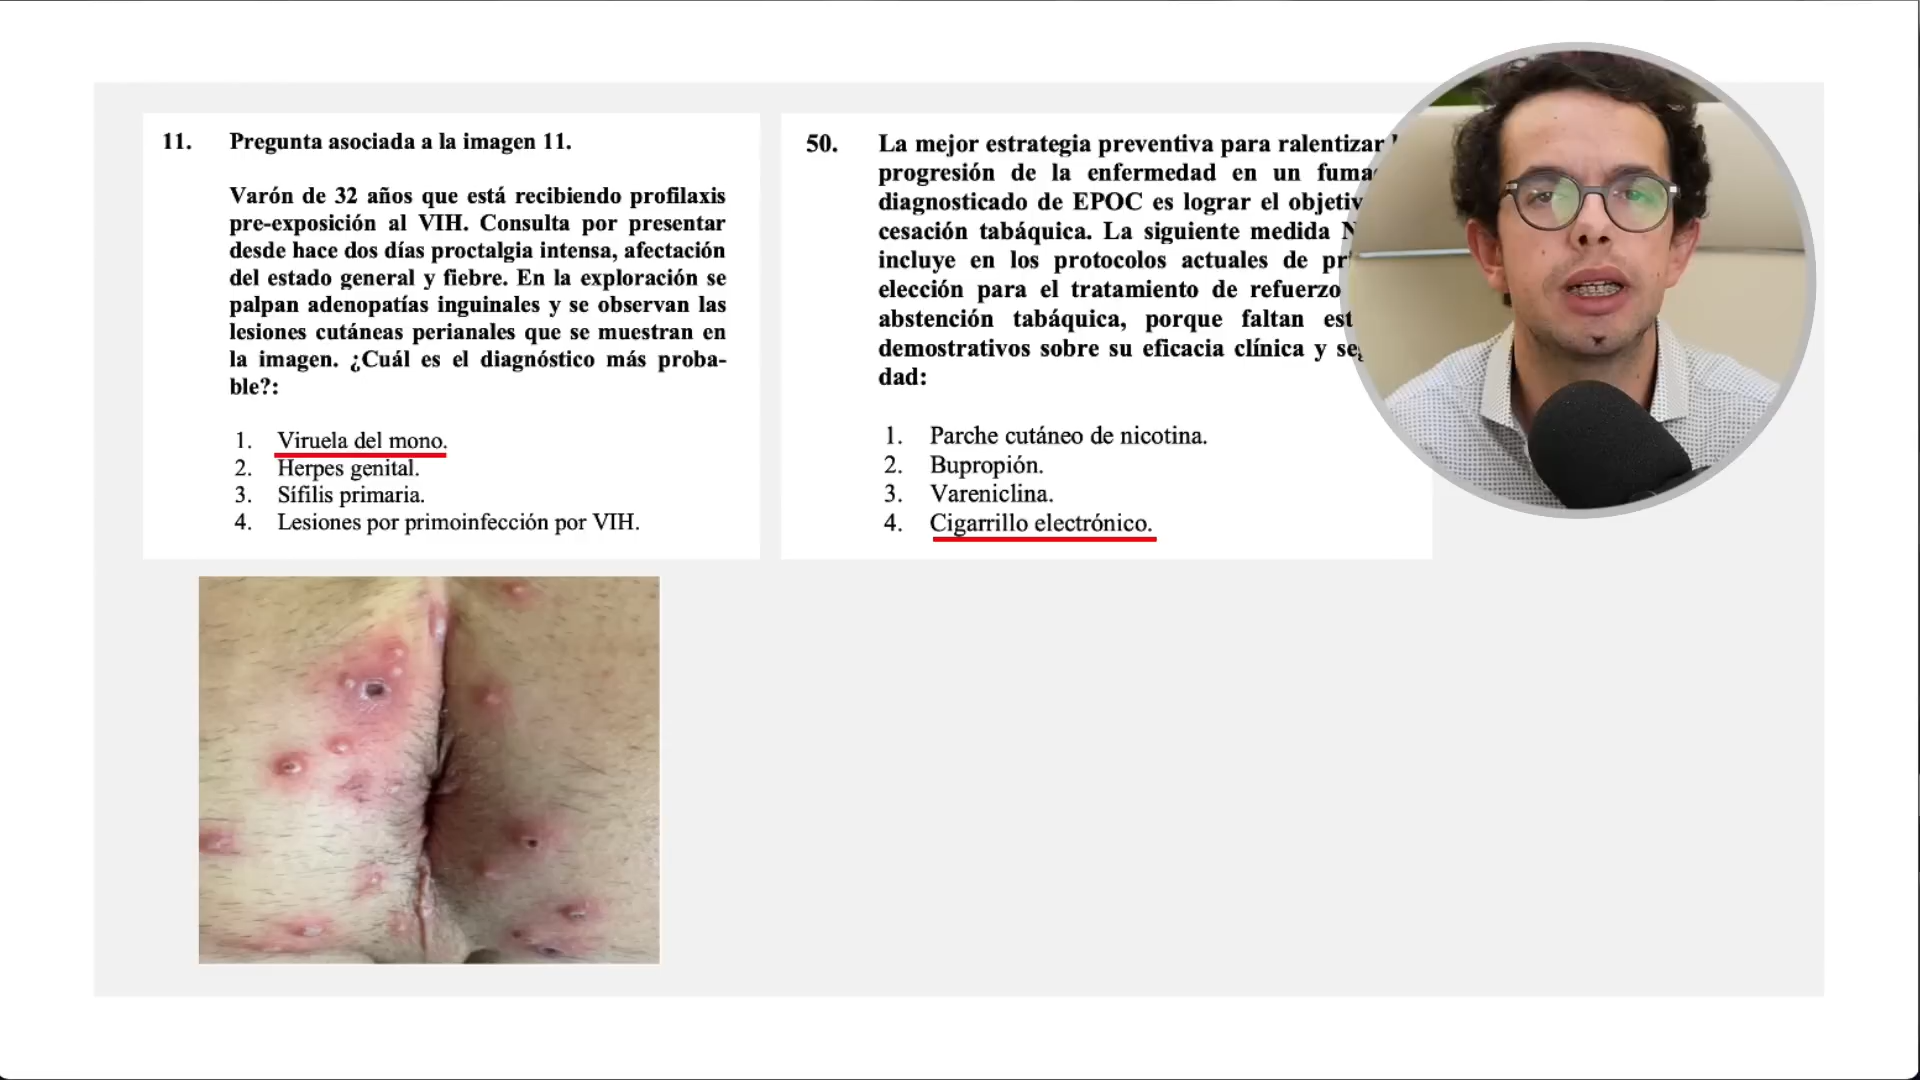 11. Pregunta asociada a la imagen 11.
Varón de 32 años que está recibiendo profilaxis
pre-exposición al VIH. Consulta por presentar
desde hace dos días proctalgia intensa, afectación
del estado general y fiebre. En la exploración se
palpan adenopatías inguinales y se observan las
lesiones cutáneas perianales que se muestran en
la imagen. ¿Cuál es el diagnóstico más proba-
ble?:
1. Viruela del mono.
2. Herpes genital.
3. Sífilis primaria.
4. Lesiones por primoinfección por VIH.
50. La mejor estrategia preventiva para ralentizar
progresión de la enfermedad en un
diagnosticado de EPOC es lograr el
cesación tabáquica. La siguiente medida
incluye en los protocolos actuales de
elección para el tratamiento de refuerzo
abstención tabáquica, porque faltan
demostrativos sobre su eficacia clínica y
dad:
1. Parche cutáneo de nicotina.
2. Bupropión.
3. Vareniclina.
4. Cigarrillo electrónico.